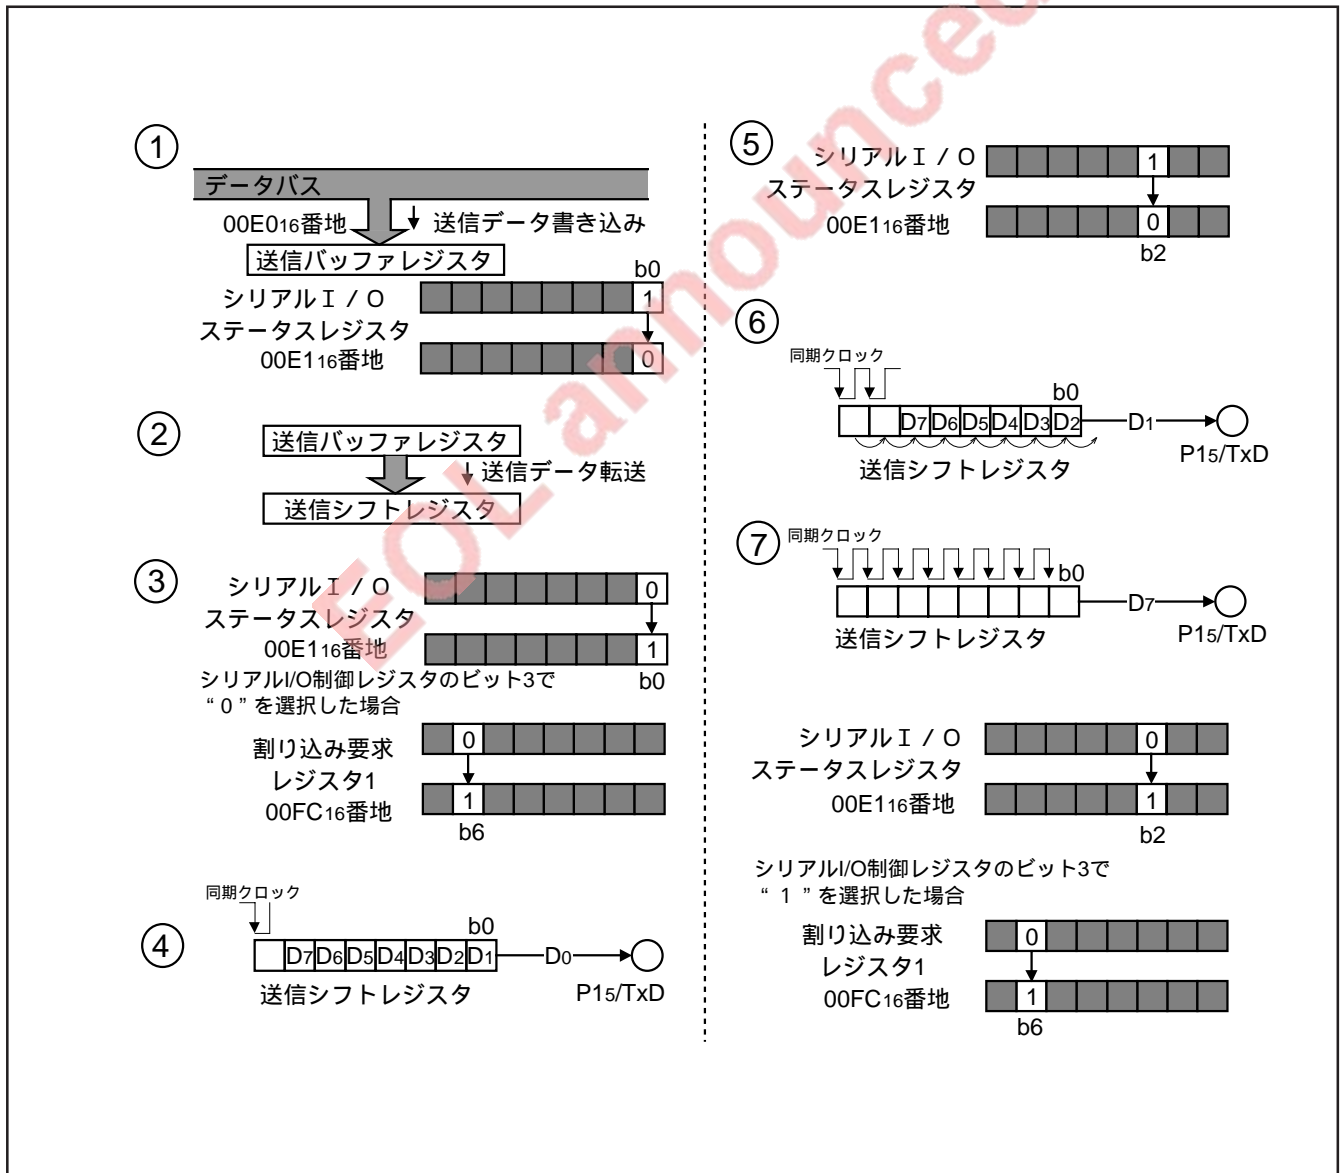 ①
データバス
00E016番地 送信データ書き込み
送信バッファレジスタ
b0
シリアルI/O
ステータスレジスタ
00E116番地
1
0
②
送信バッファレジスタ
送信データ転送
送信シフトレジスタ
③
シリアルI/O
ステータスレジスタ
00E116番地
0
1
b0
シリアルI/O制御レジスタのビット3で
“0”を選択した場合
割り込み要求
レジスタ1
00FC16番地
0
1
b6
④
同期クロック
b0
D7 D6 D5 D4 D3 D2 D1 D0
送信シフトレジスタ P15/TxD
⑤
シリアルI/O
ステータスレジスタ
00E116番地
1
0
b2
⑥
同期クロック
b0
D7 D6 D5 D4 D3 D2 D1
送信シフトレジスタ P15/TxD
⑦
同期クロック
b0
D7
送信シフトレジスタ P15/TxD
シリアルI/O
ステータスレジスタ
00E116番地
0
1
b2
シリアルI/O制御レジスタのビット3で
“1”を選択した場合
割り込み要求
レジスタ1
00FC16番地
0
1
b6
EOL announced